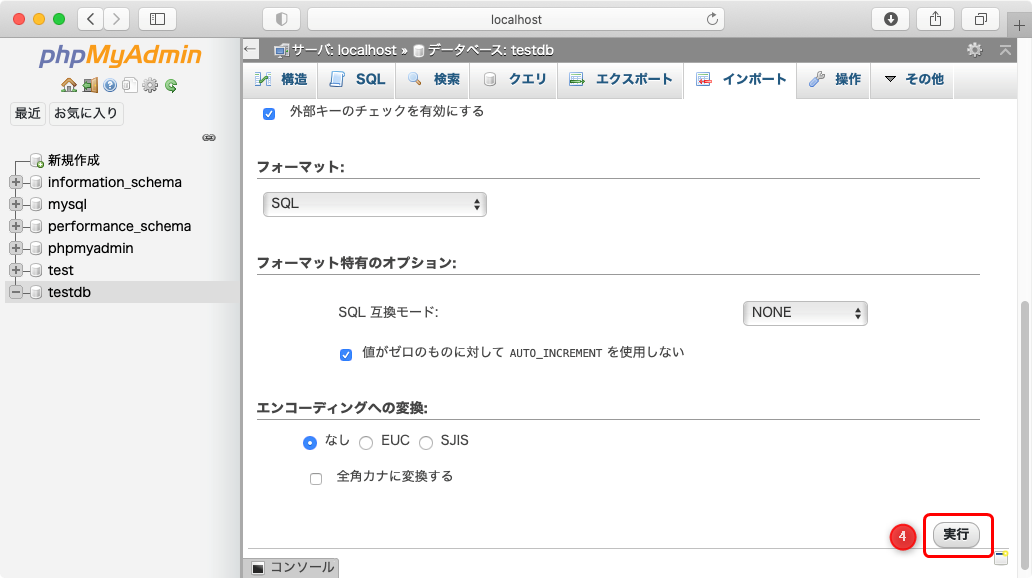 localhost
phpMyAdmin
最近 お気に入り
新規作成
information_schema
mysql
performance_schema
phpmyadmin
test
testdb
サーバ: localhost » データベース: testdb
構造 SQL 検索 クエリ エクスポート インポート 操作 その他
外部キーのチェックを有効にする
フォーマット:
SQL
フォーマット特有のオプション:
SQL 互換モード: NONE
値がゼロのものに対して AUTO_INCREMENT を使用しない
エンコーディングへの変換:
なし EUC SJIS
全角カナに変換する
4 実行
コンソール